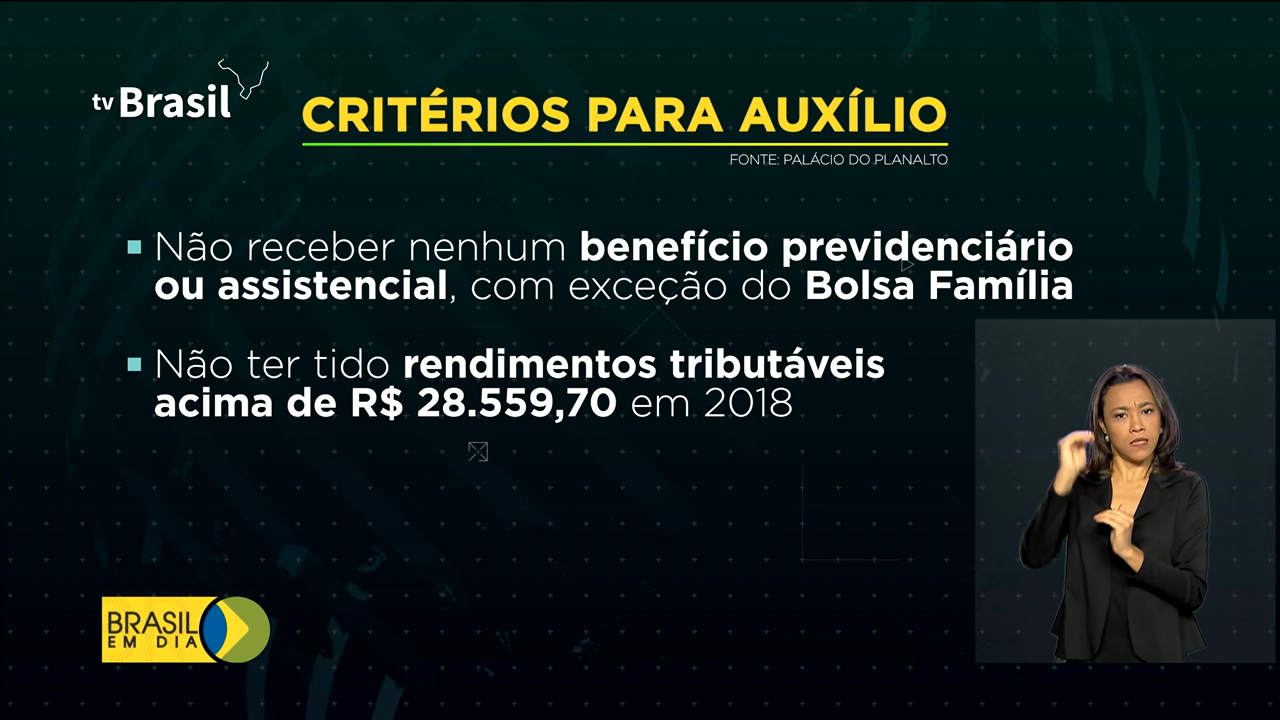 tv Brasil
CRITÉRIOS PARA AUXÍLIO
FONTE: PALÁCIO DO PLANALTO
Não receber nenhum benefício previdenciário
ou assistencial, com exceção do Bolsa Família
Não ter tido rendimentos tributáveis
acima de R$ 28.559,70 em 2018
BRASIL
EM DIA